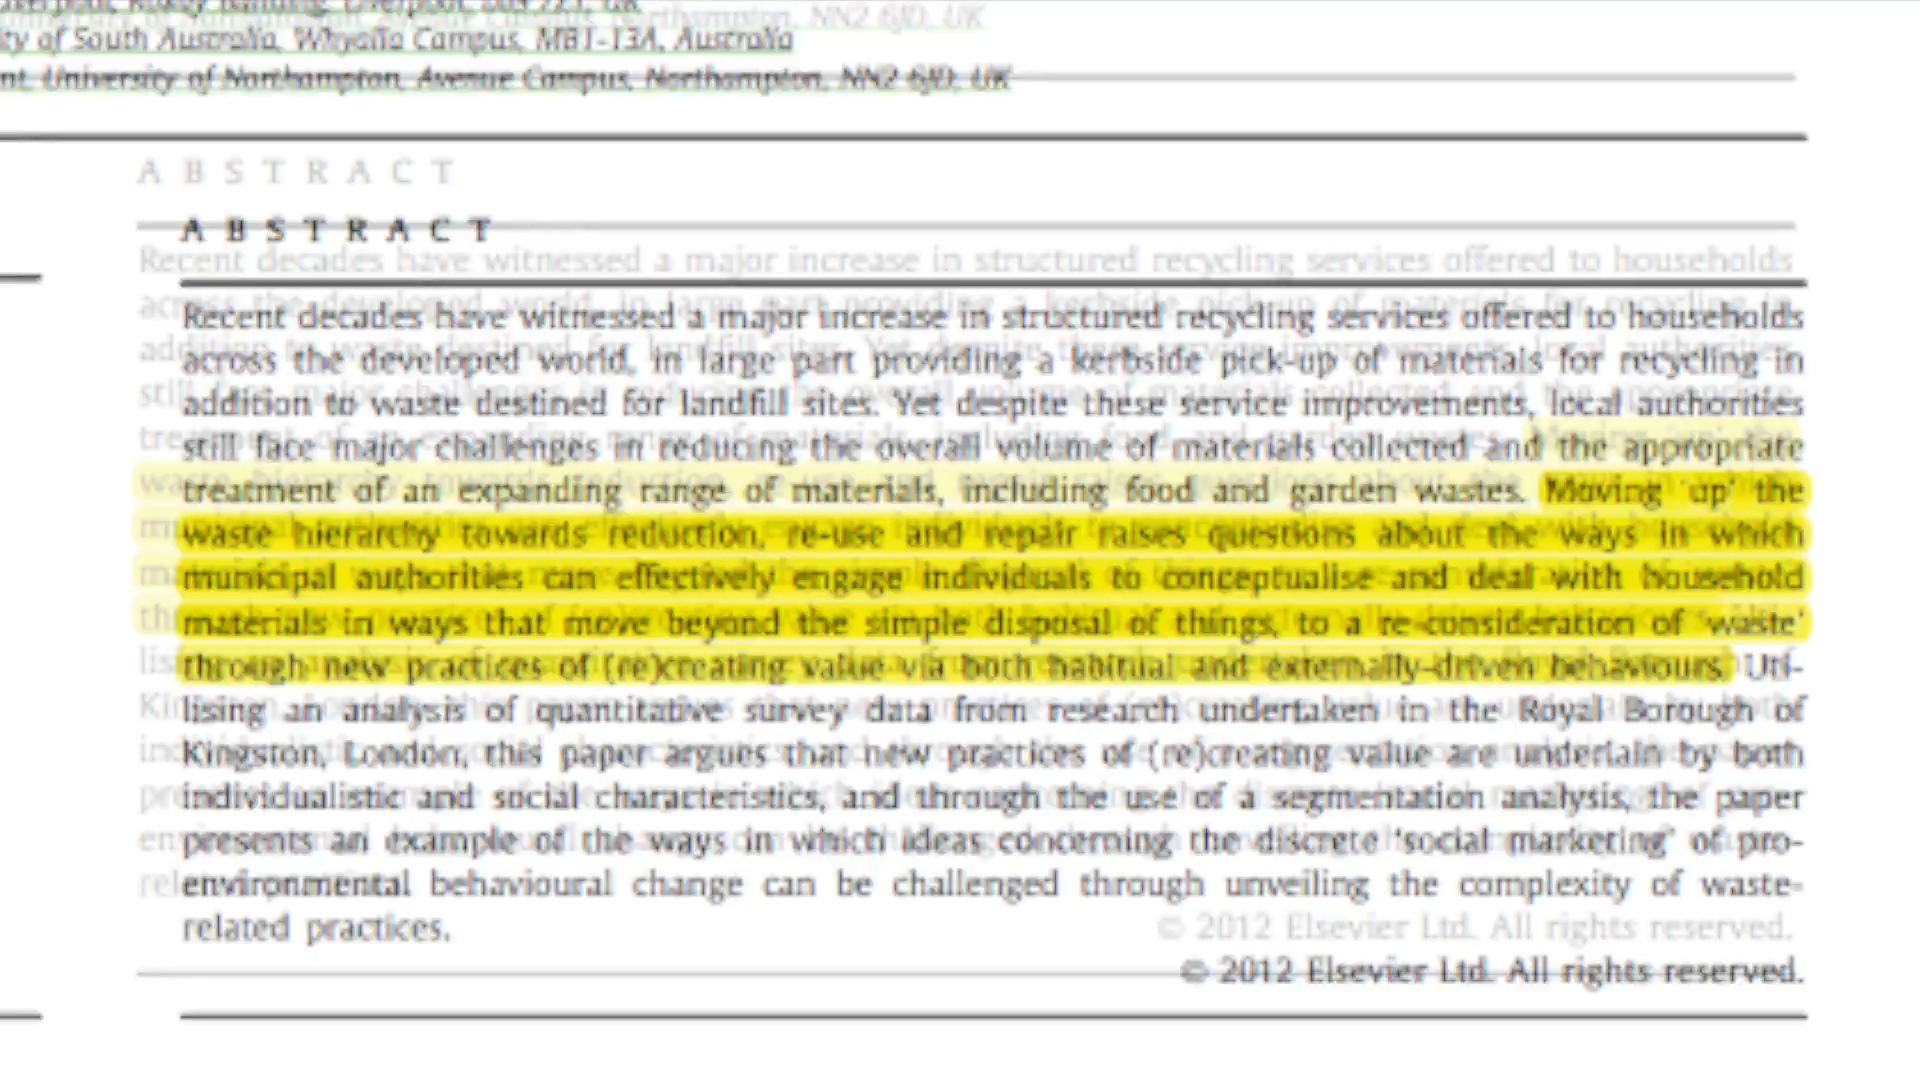 ity of South Australia, Whyalla Campus, MB1-13A, Australia
nt, University of Northampton, Avenue Campus, Northampton, NN2 6JD, UK
ABSTRACT
ABSTRACT
Recent decades have witnessed a major increase in structured recycling services offered to households
Recent decades have witnessed a major increase in structured recycling services offered to households
across the developed world, in large part providing a kerbside pick-up of materials for recycling in
addition to waste destined for landfill sites. Yet despite these service improvements, local authorities
still face major challenges in reducing the overall volume of materials collected and the appropriate
treatment of an expanding range of materials, including food and garden wastes. Moving 'up' the
waste hierarchy towards reduction, re-use and repair raises questions about the ways in which
municipal authorities can effectively engage individuals to conceptualise and deal with household
materials in ways that move beyond the simple disposal of things, to a re-consideration of 'waste'
through new practices of (re)creating value via both habitual and externally-driven behaviours. Uti-
lising an analysis of quantitative survey data from research undertaken in the Royal Borough of
Kingston, London, this paper argues that new practices of (re)creating value are underlain by both
individualistic and social characteristics, and through the use of a segmentation analysis, the paper
presents an example of the ways in which ideas concerning the discrete 'social marketing' of pro-
environmental behavioural change can be challenged through unveiling the complexity of waste-
related practices.
© 2012 Elsevier Ltd. All rights reserved.
© 2012 Elsevier Ltd. All rights reserved.